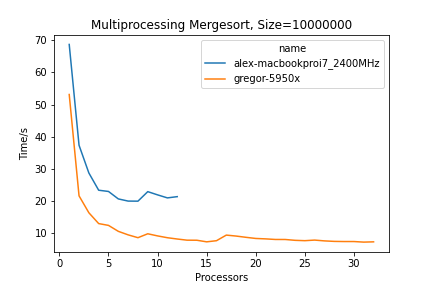 Multiprocessing Mergesort, Size=10000000
name
alex-macbookproi7_2400MHz
gregor-5950x
Time/s
70
60
50
40
30
20
10
0 5 10 15 20 25 30
Processors